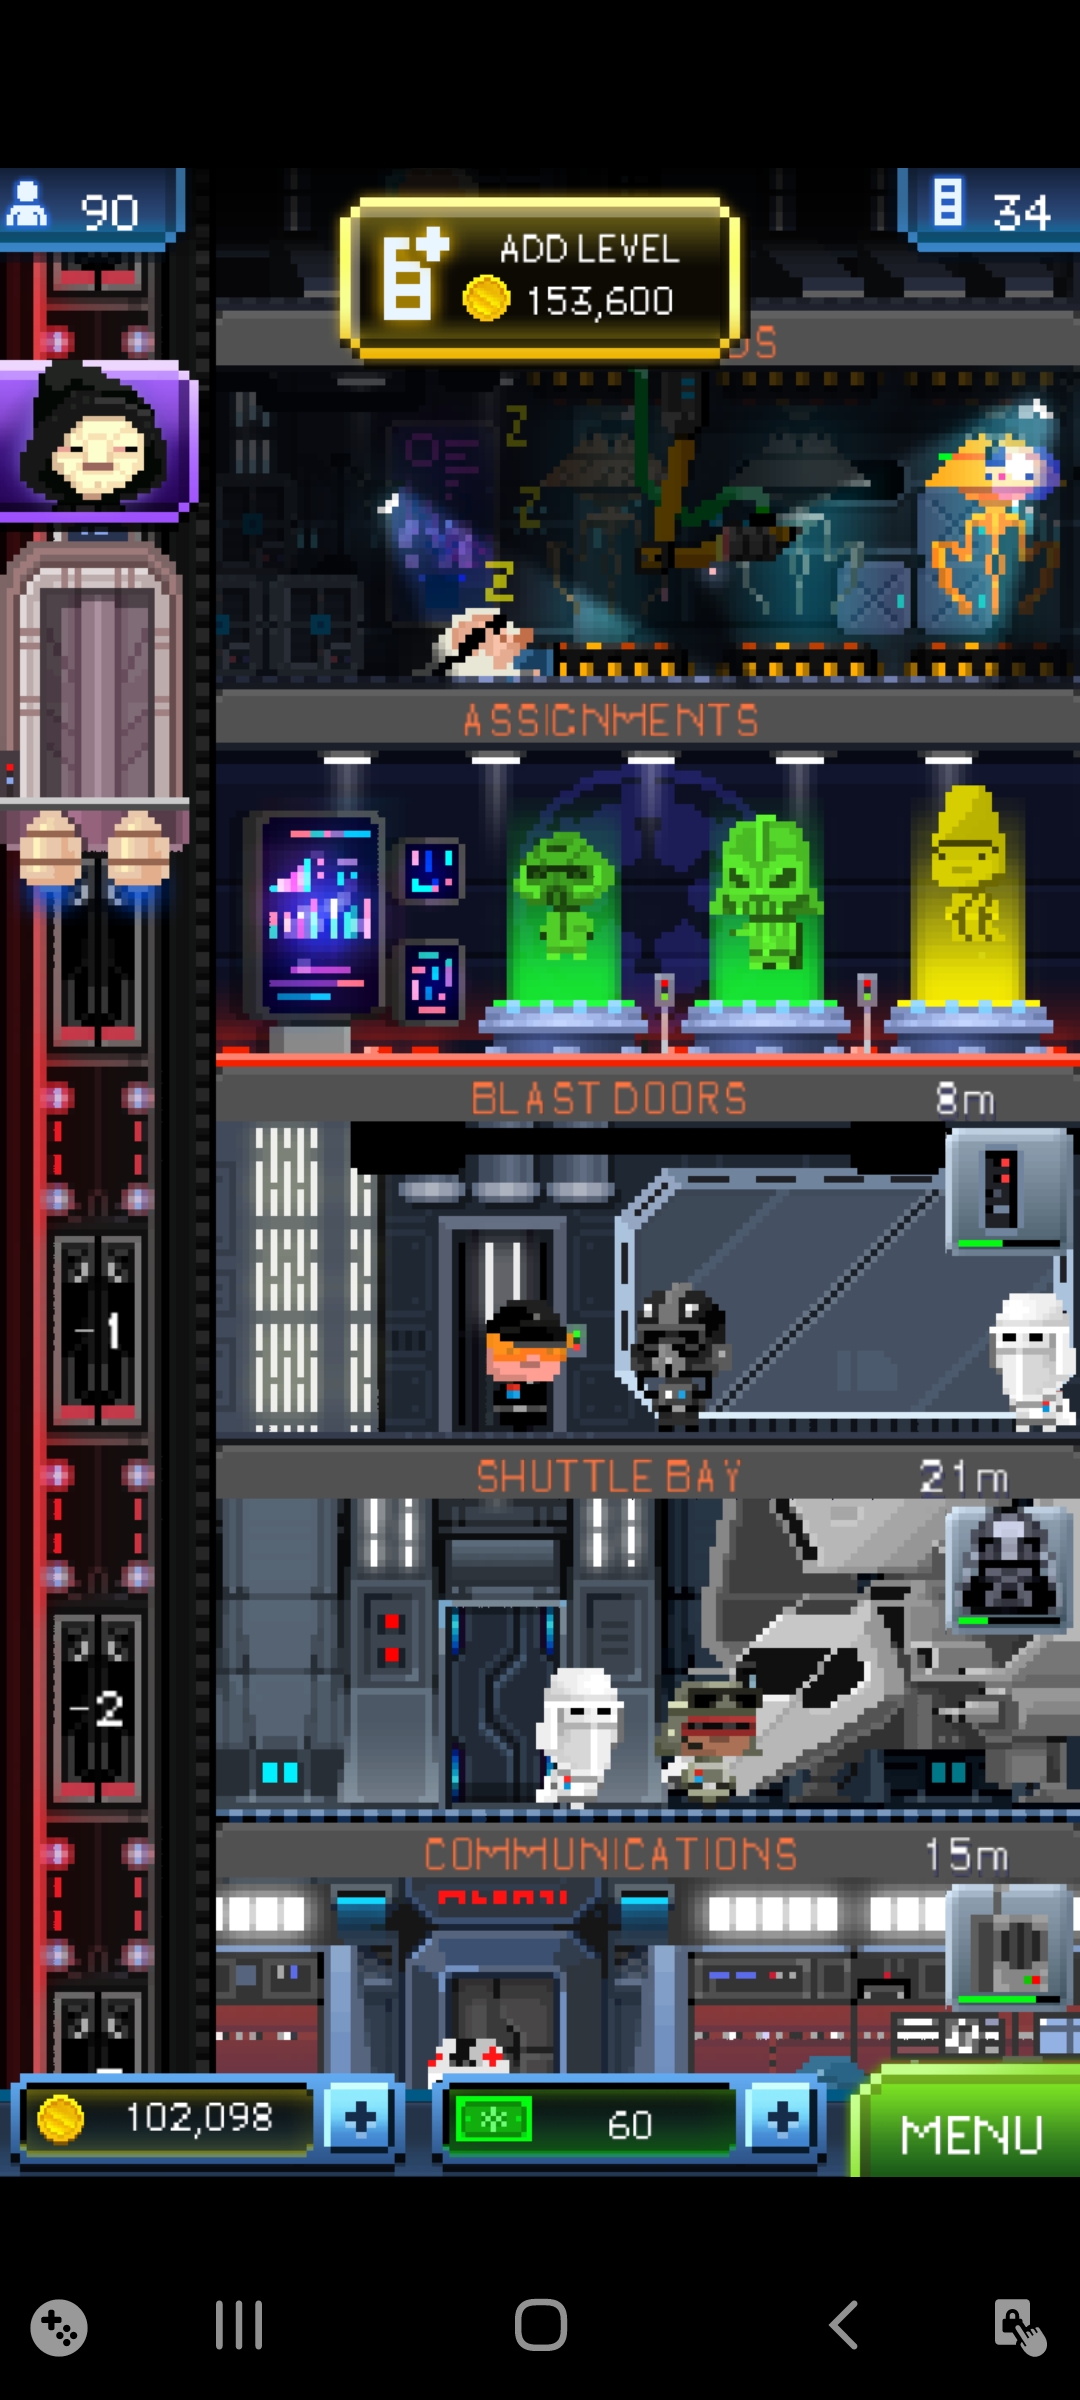 90
ADD LEVEL
153,600
34
DS
Z
Z
Z
ASSIGNMENTS
BLAST DOORS 8m
-1
SHUTTLE BAY 21m
-2
COMMUNICATIONS 15m
102,098
60
MENU